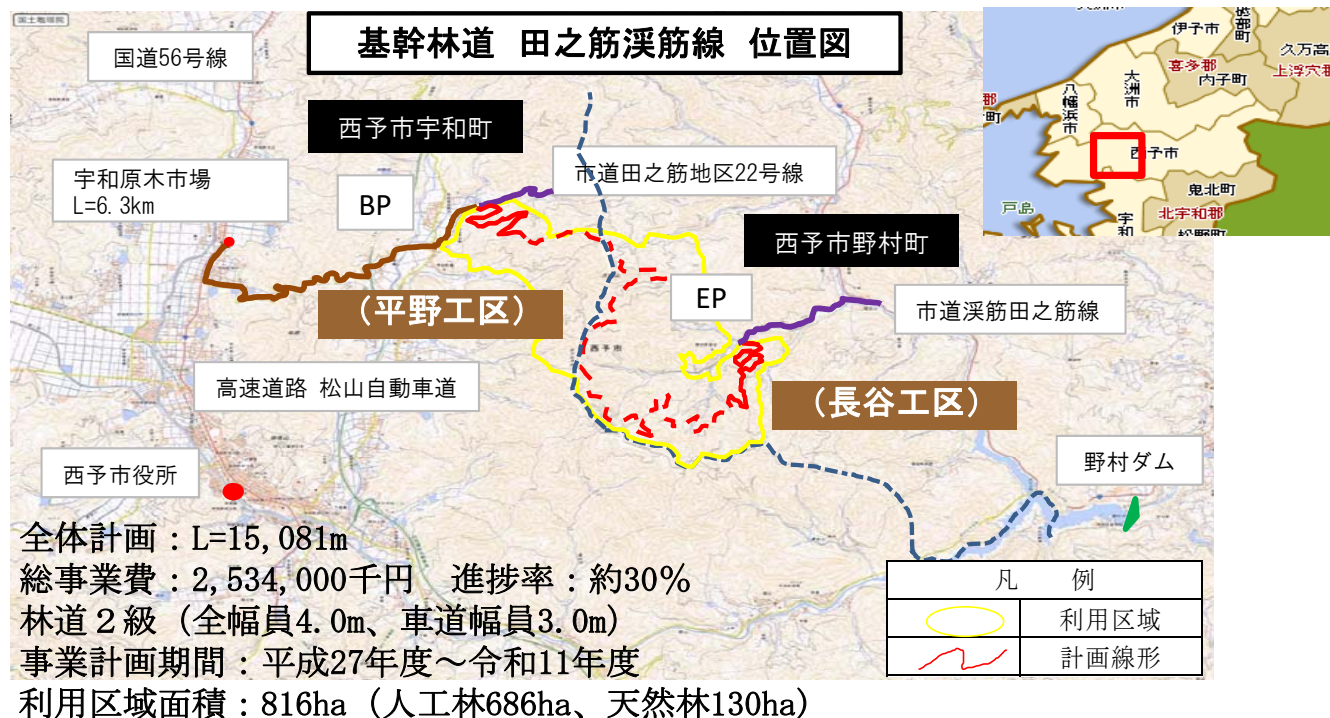 国土地理院
基幹林道 田之筋渓筋線 位置図
国道56号線
西予市宇和町
宇和原木市場
L=6.3km
BP
市道田之筋地区22号線
西予市野村町
(平野工区)
EP
市道渓筋田之筋線
西予市
高速道路 松山自動車道
(長谷工区)
西予市役所
野村ダム
全体計画：L=15,081m
総事業費：2,534,000千円 進捗率：約30%
林道２級（全幅員4.0m、車道幅員3.0m）
事業計画期間：平成27年度～令和11年度
利用区域面積：816ha（人工林686ha、天然林130ha）
凡 例
利用区域
計画線形
伊子市
砥部町
久万高
喜多郡
内子町
上浮穴郡
大洲市
八幡浜市
郡
町
西予市
鬼北町
戸島
北宇和郡
宇和
松野町